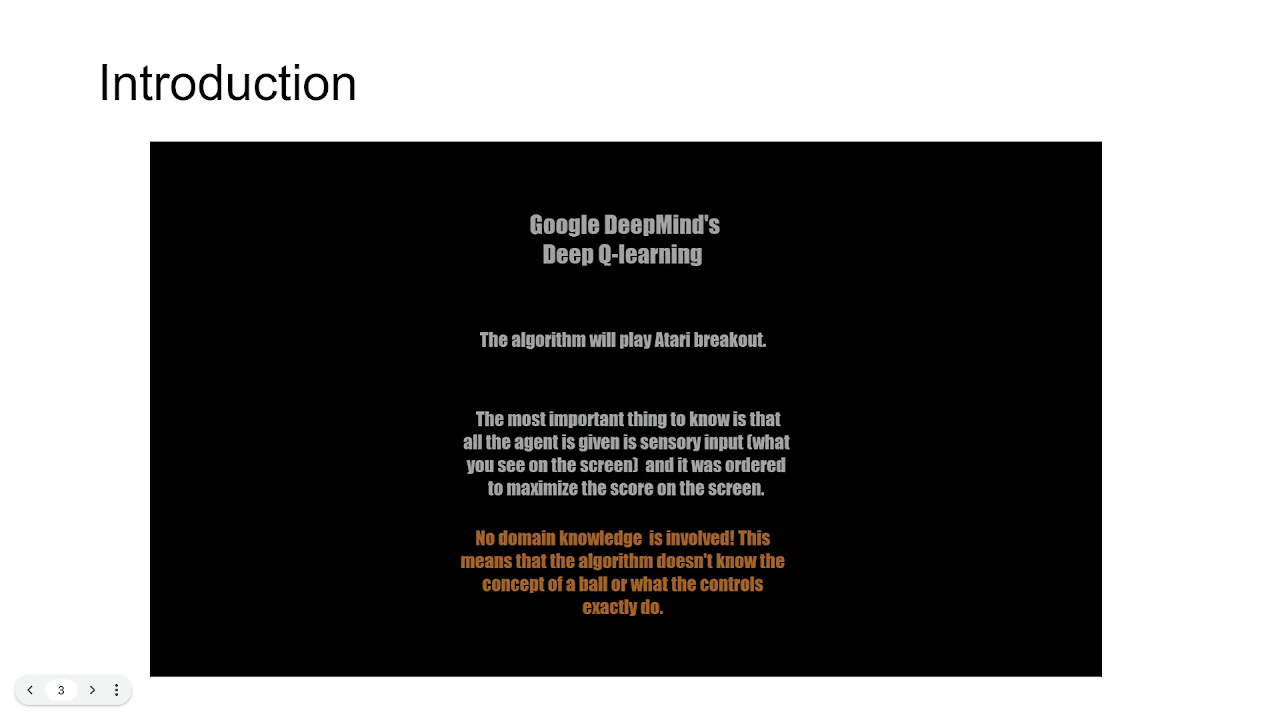 Introduction
Google DeepMind's
Deep Q-learning
The algorithm will play Atari breakout.
The most important thing to know is that
all the agent is given is sensory input (what
you see on the screen)  and it was ordered
to maximize the score on the screen.
No domain knowledge  is involved! This
means that the algorithm doesn't know the
concept of a ball or what the controls
exactly do.
3